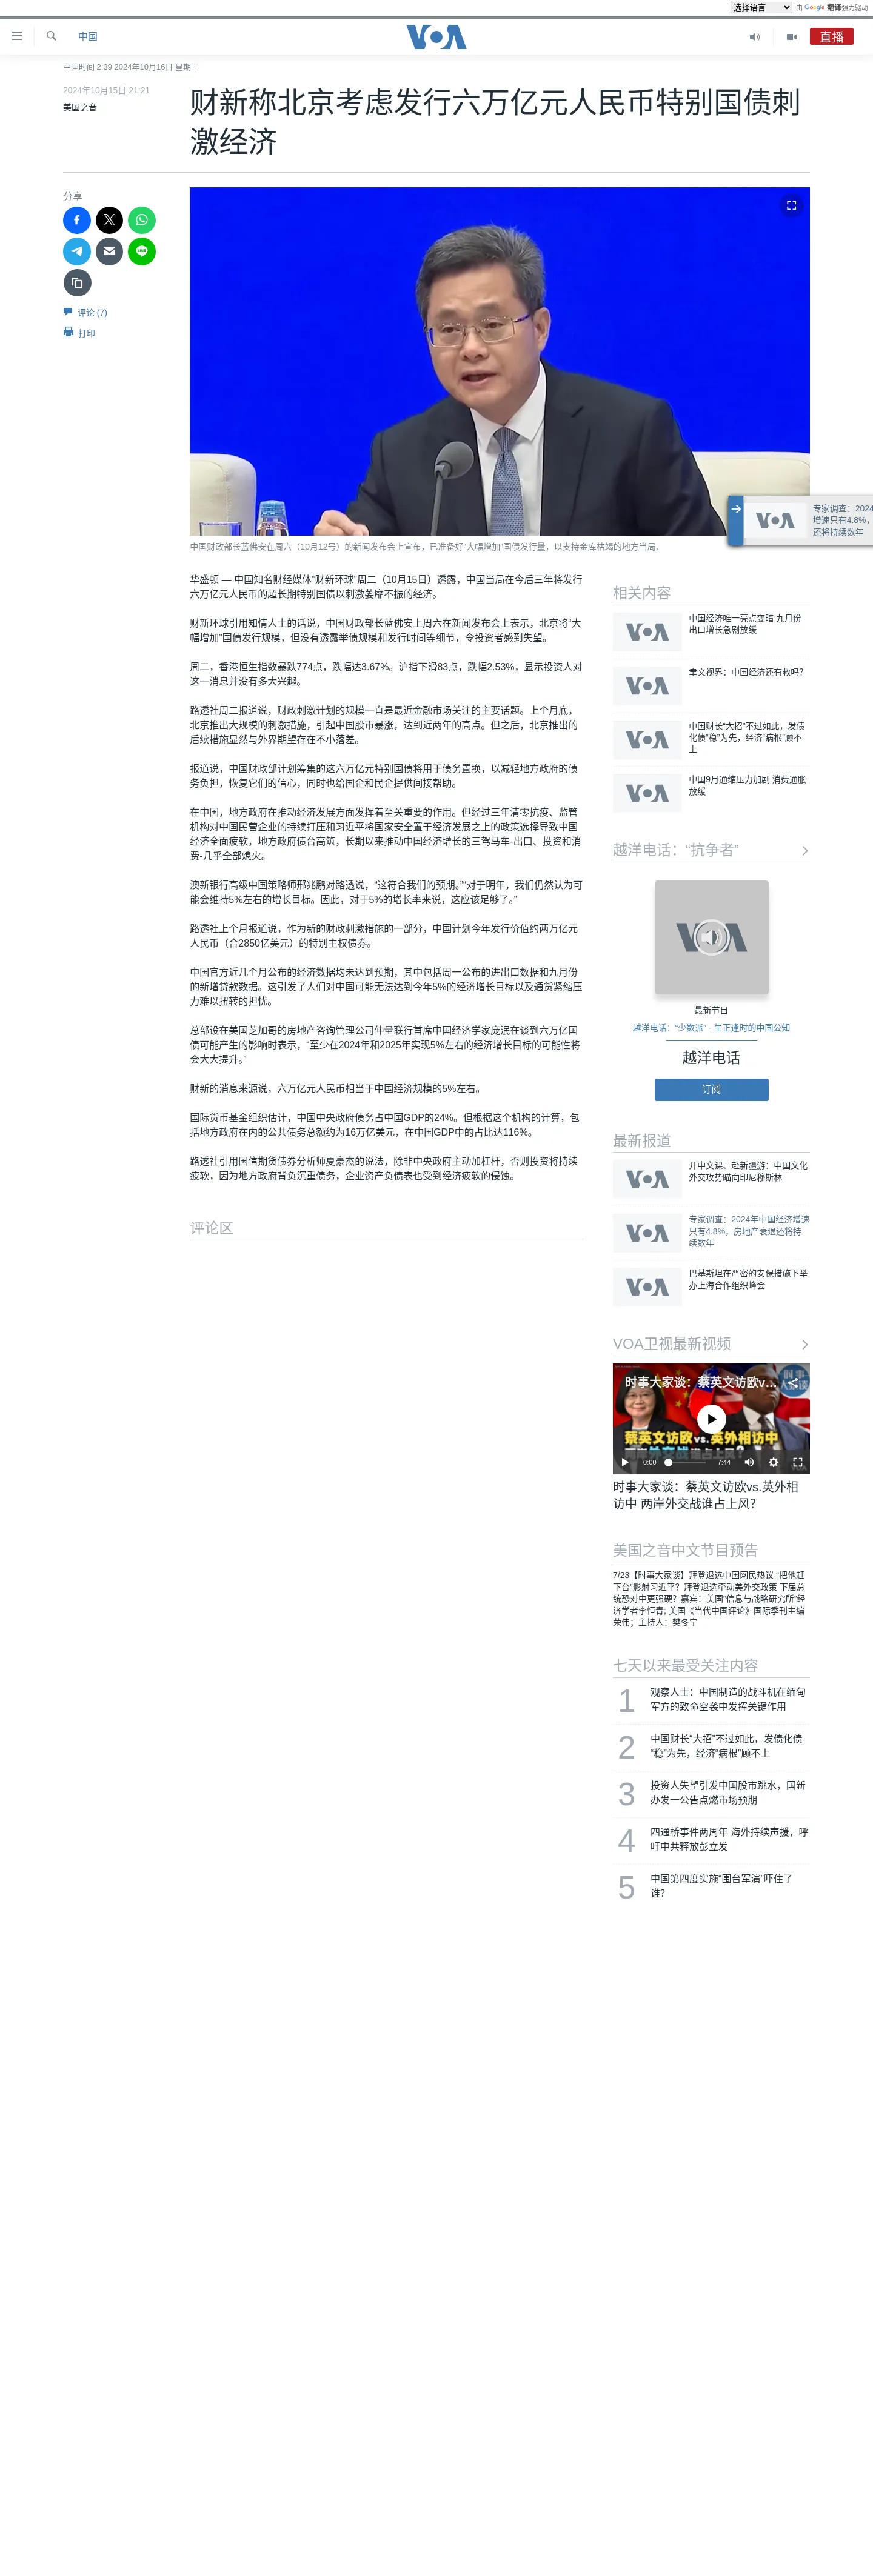 选择语言 由 Google 翻译强力驱动
中国
VOA
直播
中国时间 2:39 2024年10月16日 星期三
2024年10月15日 21:21
美国之音
财新称北京考虑发行六万亿元人民币特别国债刺
激经济
分享
评论 (7)
打印
专家调查：2024
增速只有4.8%，
还将持续数年
中国财政部长蓝佛安在周六（10月12号）的新闻发布会上宣布，已准备好“大幅增加”国债发行量，以支持金库枯竭的地方当局、
华盛顿 — 中国知名财经媒体“财新环球”周二（10月15日）透露，中国当局在今后三年将发行
六万亿元人民币的超长期特别国债以刺激萎靡不振的经济。
财新环球引用知情人士的话说，中国财政部长蓝佛安上周六在新闻发布会上表示，北京将“大
幅增加”国债发行规模，但没有透露举债规模和发行时间等细节，令投资者感到失望。
周二，香港恒生指数暴跌774点，跌幅达3.67%。沪指下滑83点，跌幅2.53%，显示投资人对
这一消息并没有多大兴趣。
路透社周二报道说，财政刺激计划的规模一直是最近金融市场关注的主要话题。上个月底，
北京推出大规模的刺激措施，引起中国股市暴涨，达到近两年的高点。但之后，北京推出的
后续措施显然与外界期望存在不小落差。
报道说，中国财政部计划筹集的这六万亿元特别国债将用于债务置换，以减轻地方政府的债
务负担，恢复它们的信心，同时也给国企和民企提供间接帮助。
在中国，地方政府在推动经济发展方面发挥着至关重要的作用。但经过三年清零抗疫、监管
机构对中国民营企业的持续打压和习近平将国家安全置于经济发展之上的政策选择导致中国
经济全面疲软，地方政府债台高筑，长期以来推动中国经济增长的三驾马车-出口、投资和消
费-几乎全部熄火。
澳新银行高级中国策略师邢兆鹏对路透说，“这符合我们的预期。”“对于明年，我们仍然认为可
能会维持5%左右的增长目标。因此，对于5%的增长率来说，这应该足够了。”
路透社上个月报道说，作为新的财政刺激措施的一部分，中国计划今年发行价值约两万亿元
人民币（合2850亿美元）的特别主权债券。
中国官方近几个月公布的经济数据均未达到预期，其中包括周一公布的进出口数据和九月份
的新增贷款数据。这引发了人们对中国可能无法达到今年5%的经济增长目标以及通货紧缩压
力难以扭转的担忧。
总部设在美国芝加哥的房地产咨询管理公司仲量联行首席中国经济学家庞泯在谈到六万亿国
债可能产生的影响时表示，“至少在2024年和2025年实现5%左右的经济增长目标的可能性将
会大大提升。”
财新的消息来源说，六万亿元人民币相当于中国经济规模的5%左右。
国际货币基金组织估计，中国中央政府债务占中国GDP的24%。但根据这个机构的计算，包
括地方政府在内的公共债务总额约为16万亿美元，在中国GDP中的占比达116%。
路透社引用国信期货债券分析师夏豪杰的说法，除非中央政府主动加杠杆，否则投资将持续
疲软，因为地方政府背负沉重债务，企业资产负债表也受到经济疲软的侵蚀。
评论区
相关内容
VOA
中国经济唯一亮点变暗 九月份
出口增长急剧放缓
VOA
聿文视界：中国经济还有救吗？
VOA
中国财长“大招”不过如此，发债
化债“稳”为先，经济“病根”顾不
上
VOA
中国9月通缩压力加剧 消费通胀
放缓
越洋电话：“抗争者”
VOA
最新节目
越洋电话：“少数派” - 生正逢时的中国公知
越洋电话
订阅
最新报道
VOA
开中文课、赴新疆游：中国文化
外交攻势瞄向印尼穆斯林
VOA
专家调查：2024年中国经济增速
只有4.8%，房地产衰退还将持
续数年
VOA
巴基斯坦在严密的安保措施下举
办上海合作组织峰会
VOA卫视最新视频
时事大家谈：蔡英文访欧v...
蔡英文访欧vs.英外相访中
两岸外交战谁占上风？
0:00 7:44
时事大家谈：蔡英文访欧vs.英外相
访中 两岸外交战谁占上风？
美国之音中文节目预告
7/23【时事大家谈】拜登退选中国网民热议 “把他赶
下台”影射习近平？拜登退选牵动美外交政策 下届总
统恐对中更强硬？嘉宾：美国“信息与战略研究所”经
济学者李恒青; 美国《当代中国评论》国际季刊主编
荣伟；主持人：樊冬宁
七天以来最受关注内容
1 观察人士：中国制造的战斗机在缅甸
军方的致命空袭中发挥关键作用
2 中国财长“大招”不过如此，发债化债
“稳”为先，经济“病根”顾不上
3 投资人失望引发中国股市跳水，国新
办发一公告点燃市场预期
4 四通桥事件两周年 海外持续声援，呼
吁中共释放彭立发
5 中国第四度实施“围台军演”吓住了
谁？